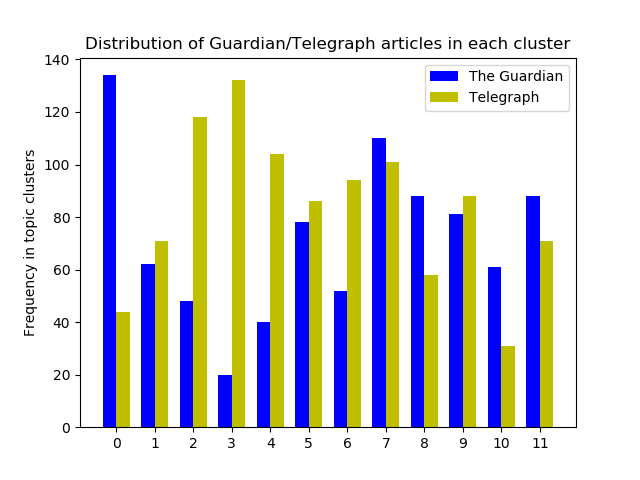 Distribution of Guardian/Telegraph articles in each cluster
140
120
100
80
60
40
20
0
Frequency in topic clusters
The Guardian
Telegraph
0 1 2 3 4 5 6 7 8 9 10 11